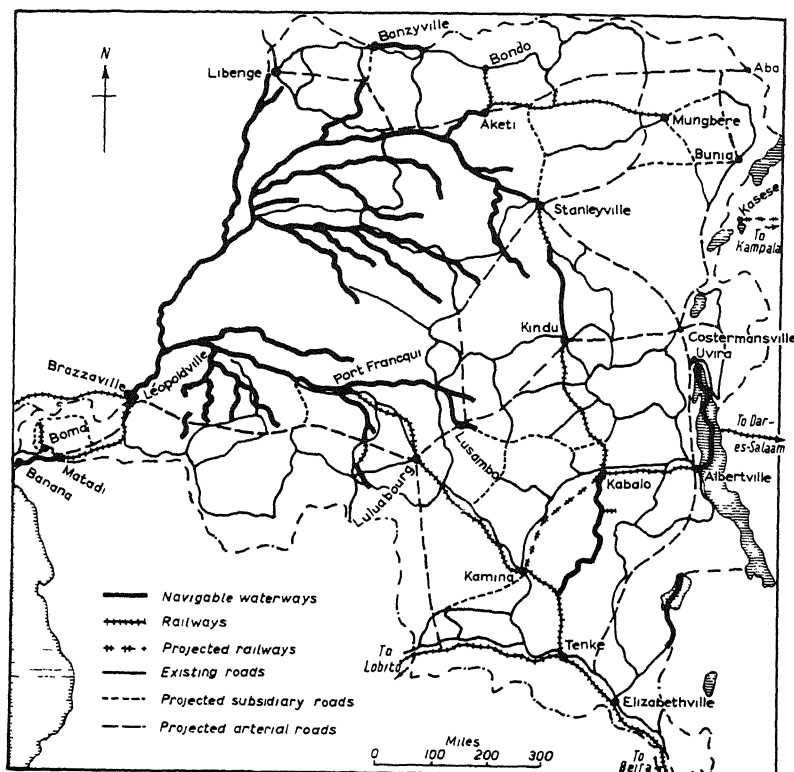 Banzyville
Bondo
Aba
Libenge
N
Aketi
Mungbere
Bunia
Kasese
To
Kampala
Stanleyville
Kindu
Costermansville
Uvira
Port Francqui
Brazzaville
Léopoldville
Boma
Matadi
Banana
Lusambo
Luluabourg
Kabalo
Albertville
To Dar-
es-Salaam
Kamina
Navigable waterways
Railways
Projected railways
Existing roads
Projected subsidiary roads
Projected arterial roads
To
Lobito
Tenke
Elizabethville
Miles
0 100 200 300
To
Beira